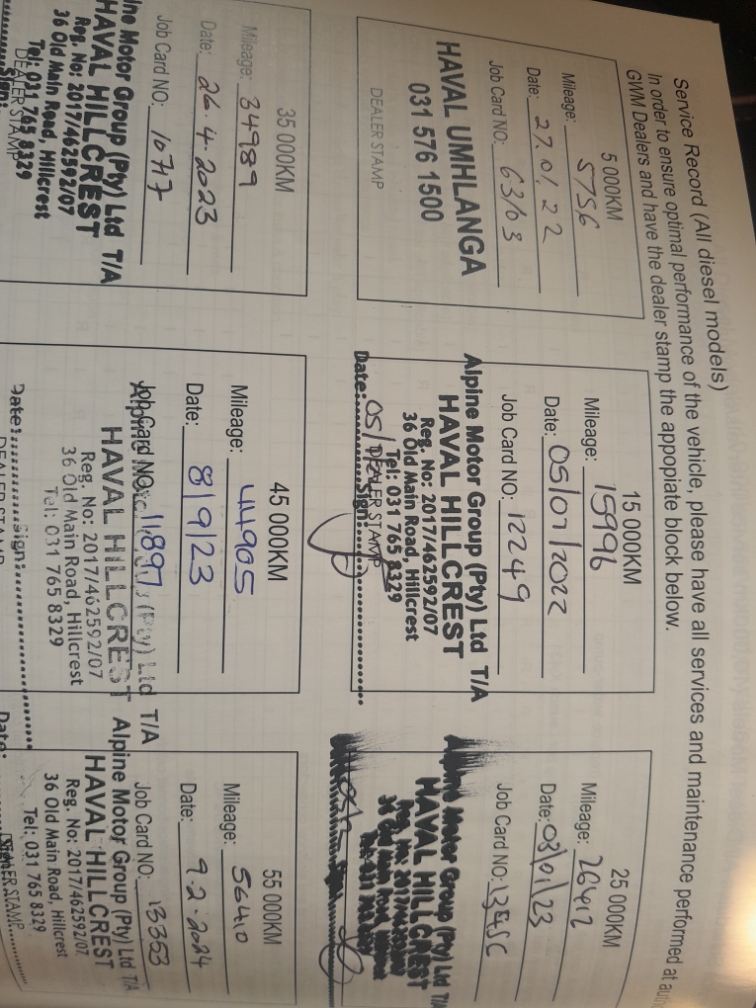 Service Record (All diesel models)
In order to ensure optimal performance of the vehicle, please have all services and maintenance performed at
GWM Dealers and have the dealer stamp the appopiate block below.
5 000KM
Mileage: 5756
Date: 27.01.22
Job Card NO: 63103
HAVAL UMHLANGA
031 576 1500
DEALER STAMP
15 000KM
Mileage: 15996
Date: 05/07/2022
Job Card NO: 12249
Alpine Motor Group (Pty) Ltd T/A
HAVAL HILLCREST
Reg. No: 2017/462592/07
36 Old Main Road, Hillcrest
Tel: 031 765 8329
DEALER STAMP
Date: Sign:
25 000KM
Mileage: 26412
Date: 03/01/23
Job Card NO:
Alpine Motor Group (Pty) Ltd
HAVAL HILLCREST
35 000KM
Mileage: 34989
Date: 26.4.2023
Job Card NO: 10717
Motor Group (Pty) Ltd T/A
HAVAL HILLCREST
Reg. No: 2017/462592/07
36 Old Main Road, Hillcrest
Tel: 031 765 8329
DEALER STAMP
Sign:
45 000KM
Mileage: 44905
Date: 8/9/23
Job Card NO: 11897
(Pty) Ltd T/A
HAVAL HILLCREST
Reg. No: 2017/462592/07
36 Old Main Road, Hillcrest
Tel: 031 765 8329
Date: Sign:
DEALER STAMP
55 000KM
Mileage: 56410
Date: 9.2.2024
Job Card NO: 13353
Alpine Motor Group (Pty) Ltd T/A
HAVAL HILLCREST
Reg. No: 2017/462592/07
36 Old Main Road, Hillcrest
Tel: 031 765 8329
Date: